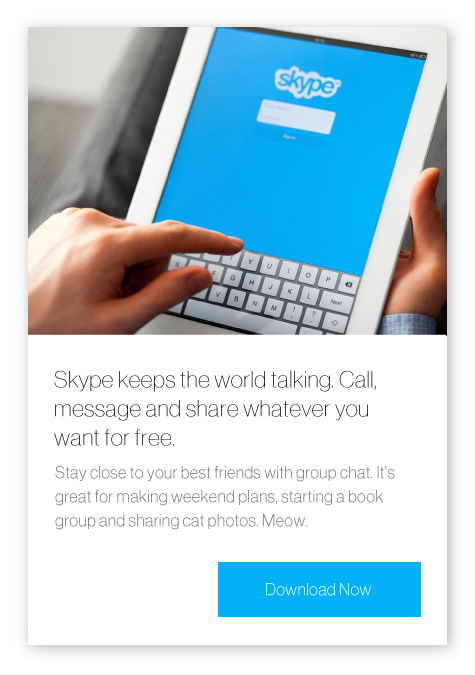 skype
Sign in
Y U I O P
F G H J K L
V B N M ! ? Next
Skype keeps the world talking. Call,
message and share whatever you
want for free.
Stay close to your best friends with group chat. It's
great for making weekend plans, starting a book
group and sharing cat photos. Meow.
Download Now